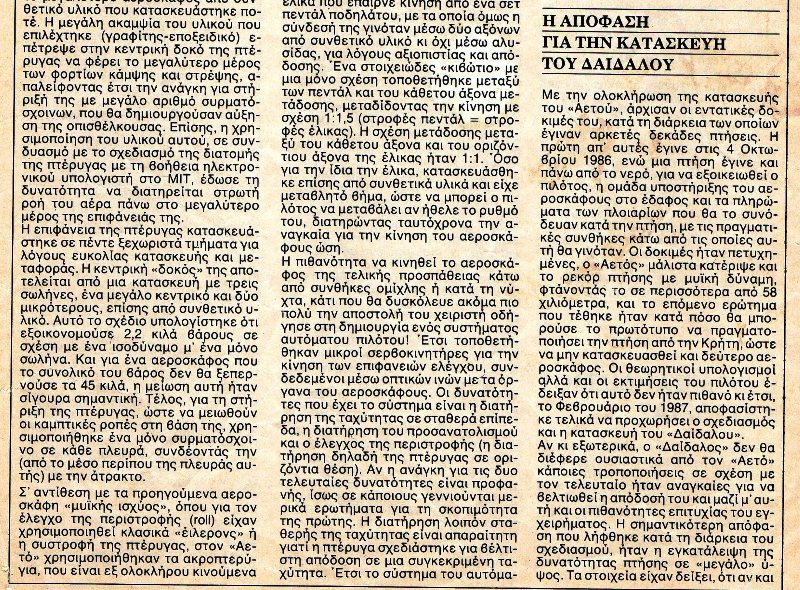 θετικό υλικό που κατασκευάστηκε πο-
τέ. Η μεγάλη ακαμψία του υλικού που
επιλέχτηκε (γραφίτης-εποξειδικό) ε-
πέτρεψε στην κεντρική δοκό της πτέ-
ρυγας να φέρει το μεγαλύτερο μέρος
των φορτίων κάμψης και στρέψης, α-
παλείφοντας έτσι την ανάγκη για στή-
ριξή της με μεγάλο αριθμό συρματό-
σχοινων, που θα δημιουργούσαν αύξη-
ση της οπισθέλκουσας. Επίσης, η χρη-
σιμοποίηση του υλικού αυτού, σε συν-
δυασμό με το σχεδιασμό της διατομής
της πτέρυγας με τη βοήθεια ηλεκτρο-
νικού υπολογιστή στο ΜΙΤ, έδωσε τη
δυνατότητα να διατηρείται στρωτή
ροή του αέρα πάνω στο μεγαλύτερο
μέρος της επιφάνειάς της.
Η επιφάνεια της πτέρυγας κατασκευά-
στηκε σε πέντε ξεχωριστά τμήματα για
λόγους ευκολίας κατασκευής και με-
ταφοράς. Η κεντρική «δοκός» της απο-
τελείται από μια κατασκευή με τρεις
σωλήνες, ένα μεγάλο κεντρικό και δύο
μικρότερους, επίσης από συνθετικό υ-
λικό. Αυτό το σχέδιο υπολογίστηκε ότι
εξοικονομούσε 2,2 κιλά βάρους σε
σχέση με ένα ισοδύναμο μ' ένα μόνο
σωλήνα. Και για ένα αεροσκάφος που
το συνολικό του βάρος δεν θα ξεπερ-
νούσε τα 45 κιλά, η μείωση αυτή ήταν
σίγουρα σημαντική. Τέλος, για τη στή-
ριξη της πτέρυγας, ώστε να μειωθούν
οι καμπτικές ροπές στη βάση της, χρη-
σιμοποιήθηκε ένα μόνο συρματόσχοι-
νο σε κάθε πλευρά, συνδέοντάς την
(από το μέσο περίπου της πλευράς αυ-
τής) με την άτρακτο.
Σ' αντίθεση με τα προηγούμενα αερο-
σκάφη «μυϊκής ισχύος», όπου για τον
έλεγχο της περιστροφής (roll) είχαν
χρησιμοποιηθεί κλασικά «έιλερονς» ή
η συστροφή της πτέρυγας, στον «Αε-
τό» χρησιμοποιήθηκαν τα ακροπτερύ-
για, που είναι εξ ολοκλήρου κινούμενα
έλικα που έπαιρνε κίνηση από ένα σετ
πεντάλ ποδηλάτου, με τα οποία όμως η
σύνδεσή της γινόταν μέσω δύο αξόνων
από συνθετικό υλικό κι όχι μέσω αλυ-
σίδας, για λόγους αξιοπιστίας και από-
δοσης. Ένα στοιχειώδες «κιβώτιο» με
μια μόνο σχέση τοποθετήθηκε μεταξύ
των πεντάλ και του κάθετου άξονα με-
τάδοσης, μεταδίδοντας την κίνηση με
σχέση 1:1,5 (στροφές πεντάλ = στρο-
φές έλικας). Η σχέση μετάδοσης μετα-
ξύ του κάθετου άξονα και του οριζόν-
τιου άξονα της έλικας ήταν 1:1. Όσο
για την ίδια την έλικα, κατασκευάσθη-
κε επίσης από συνθετικά υλικά και είχε
μεταβλητό βήμα, ώστε να μπορεί ο πι-
λότος να μεταβάλει αν ήθελε το ρυθμό
του, διατηρώντας ταυτόχρονα την α-
ναγκαία για την κίνηση του αεροσκά-
φους ώση.
Η πιθανότητα να κινηθεί το αεροσκά-
φος της τελικής προσπάθειας κάτω
από συνθήκες ομίχλης ή κατά τη νύ-
χτα, κάτι που θα δυσκόλευε ακόμα πιο
πολύ την αποστολή του χειριστή οδή-
γησε στη δημιουργία ενός συστήματος
αυτόματου πιλότου! Έτσι τοποθετή-
θηκαν μικροί σερβοκινητήρες για την
κίνηση των επιφανειών ελέγχου, συν-
δεδεμένοι μέσω οπτικών ινών με τα όρ-
γανα του αεροσκάφους. Οι δυνατότη-
τες που έχει το σύστημα είναι η διατή-
ρηση της ταχύτητας σε σταθερά επίπε-
δα, η διατήρηση του προσανατολισμού
και ο έλεγχος της περιστροφής (η δια-
τήρηση δηλαδή της πτέρυγας σε ορι-
ζόντια θέση). Αν η ανάγκη για τις δυο
τελευταίες δυνατότητες είναι προφα-
νής, ίσως σε κάποιους γεννιούνται με-
ρικά ερωτήματα για τη σκοπιμότητα
της πρώτης. Η διατήρηση λοιπόν στα-
θερής της ταχύτητας είναι απαραίτητη
γιατί η πτέρυγα σχεδιάστηκε για βέλτι-
στη απόδοση σε μια συγκεκριμένη τα-
χύτητα. Έτσι το σύστημα του αυτόμα-
Η ΑΠΟΦΑΣΗ
ΓΙΑ ΤΗΝ ΚΑΤΑΣΚΕΥΗ
ΤΟΥ ΔΑΙΔΑΛΟΥ
Με την ολοκλήρωση της κατασκευής
του «Αετού», άρχισαν οι εντατικές δο-
κιμές του, κατά τη διάρκεια των οποίων
έγιναν αρκετές δεκάδες πτήσεις. Η
πρώτη απ' αυτές έγινε στις 4 Οκτω-
βρίου 1986, ενώ μια πτήση έγινε και
πάνω από το νερό, για να εξοικειωθεί ο
πιλότος, η ομάδα υποστήριξης του αε-
ροσκάφους στο έδαφος και τα πληρώ-
ματα των πλοιαρίων που θα το συνό-
δευαν κατά την πτήση, με τις πραγματι-
κές συνθήκες κάτω από τις οποίες αυ-
τή θα γινόταν. Οι δοκιμές ήταν πετυχη-
μένες, ο «Αετός» μάλιστα κατέριψε και
το ρεκόρ πτήσης με μυϊκή δύναμη,
φτάνοντάς το σε περισσότερα από 58
χιλιόμετρα, και το επόμενο ερώτημα
που τέθηκε ήταν κατά πόσο θα μπο-
ρούσε το πρωτότυπο να πραγματο-
ποιήσει την πτήση από την Κρήτη, ώστε
να μην κατασκευασθεί και δεύτερο αε-
ροσκάφος. Οι θεωρητικοί υπολογισμοί
αλλά και οι εκτιμήσεις του πιλότου έ-
δειξαν ότι αυτό δεν ήταν πιθανό κι έτσι,
το Φεβρουάριο του 1987, αποφασίστη-
κε τελικά να προχωρήσει ο σχεδιασμός
και η κατασκευή του «Δαίδαλου».
Αν κι εξωτερικά, ο «Δαίδαλος» δεν θα
διέφερε ουσιαστικά από τον «Αετό»
κάποιες τροποποιήσεις σε σχέση με
τον τελευταίο ήταν αναγκαίες για να
βελτιωθεί η απόδοσή του και μαζί μ' αυ-
τή και οι πιθανότητες επιτυχίας του εγ-
χειρήματος. Η σημαντικότερη απόφα-
ση που λήφθηκε κατά τη διάρκεια του
σχεδιασμού, ήταν η εγκατάλειψη της
δυνατότητας πτήσης σε «μεγάλο» ύ-
ψος. Τα στοιχεία είχαν δείξει, ότι αν και